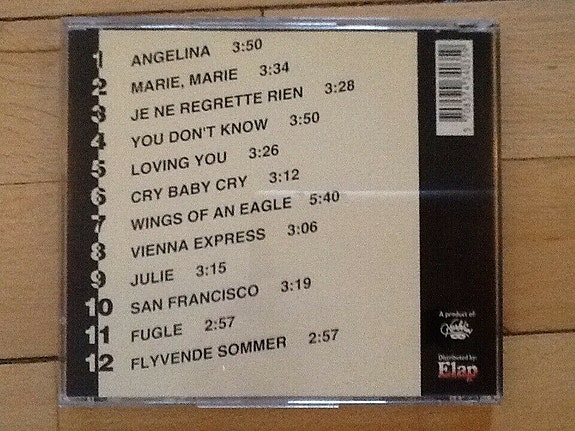 1 ANGELINA 3:50
2 MARIE, MARIE 3:34
3 JE NE REGRETTE RIEN 3:28
4 YOU DON'T KNOW 3:50
5 LOVING YOU 3:26
6 CRY BABY CRY 3:12
7 WINGS OF AN EAGLE 5:40
8 VIENNA EXPRESS 3:06
9 JULIE 3:15
10 SAN FRANCISCO 3:19
11 FUGLE 2:57
12 FLYVENDE SOMMER 2:57
A product of:
Distributed by:
Elap